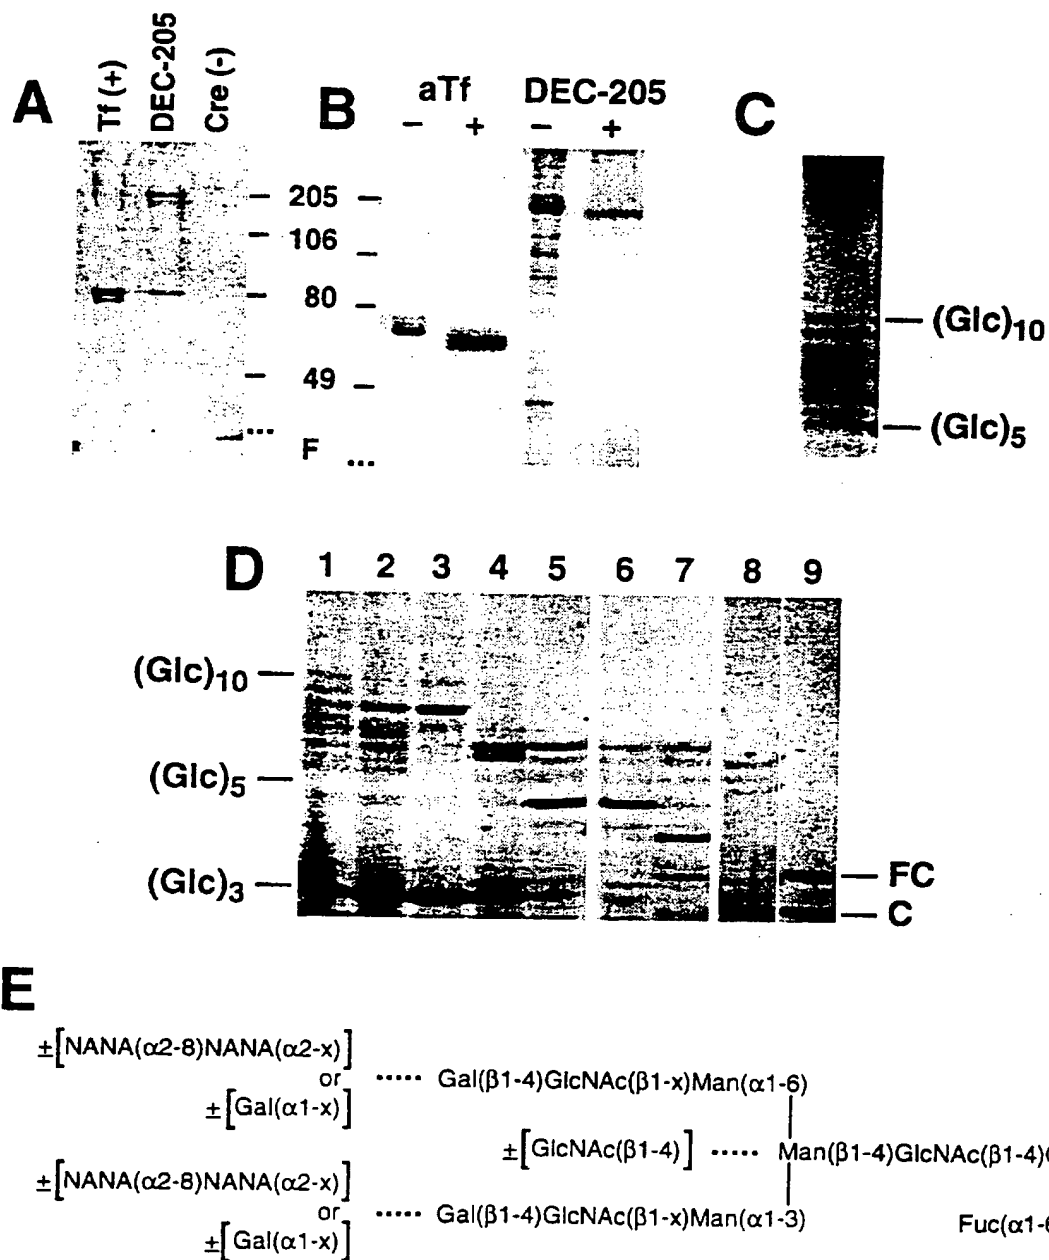 A
Tf (+)
DEC-205
Cre (-)
205
106
80
49
F
B
aTf
DEC-205
- + - +
C
(Glc)10
(Glc)5
D
1 2 3 4 5 6 7 8 9
(Glc)10
(Glc)5
(Glc)3
FC
C
E
±[NANA(α2-8)NANA(α2-x)]
or
±[Gal(α1-x)]
Gal(β1-4)GlcNAc(β1-x)Man(α1-6)
±[GlcNAc(β1-4)]
Man(β1-4)GlcNAc(β1-4)
±[NANA(α2-8)NANA(α2-x)]
or
±[Gal(α1-x)]
Gal(β1-4)GlcNAc(β1-x)Man(α1-3)
Fuc(α1-6